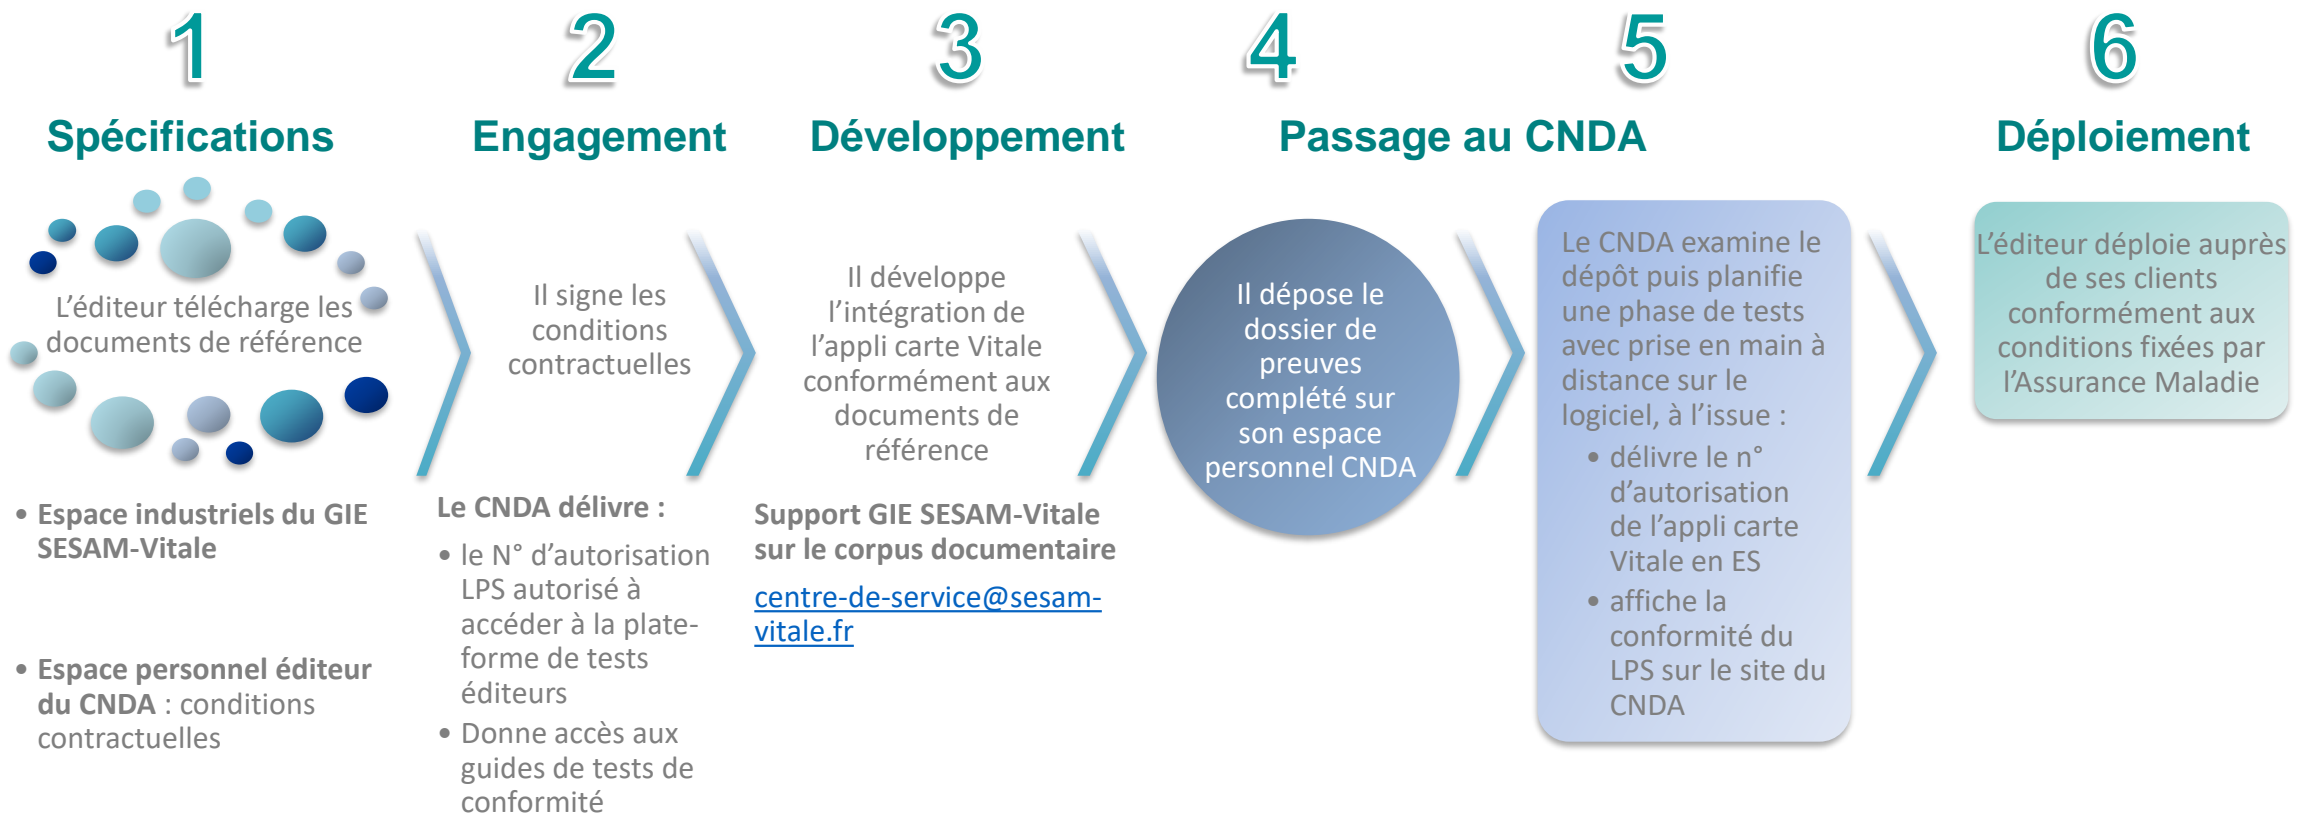 1
Spécifications
L’éditeur télécharge les
documents de référence
• Espace industriels du GIE
SESAM-Vitale
• Espace personnel éditeur
du CNDA : conditions
contractuelles
2
Engagement
Il signe les
conditions
contractuelles
Le CNDA délivre :
• le N° d’autorisation
LPS autorisé à
accéder à la plate-
forme de tests
éditeurs
• Donne accès aux
guides de tests de
conformité
3
Développement
Il développe
l’intégration de
l’appli carte Vitale
conformément aux
documents de
référence
Support GIE SESAM-Vitale
sur le corpus documentaire
centre-de-service@sesam-
vitale.fr
4
5
Passage au CNDA
Il dépose le
dossier de
preuves
complété sur
son espace
personnel CNDA
Le CNDA examine le
dépôt puis planifie
une phase de tests
avec prise en main à
distance sur le
logiciel, à l’issue :
• délivre le n°
d’autorisation
de l’appli carte
Vitale en ES
• affiche la
conformité du
LPS sur le site du
CNDA
6
Déploiement
L’éditeur déploie auprès
de ses clients
conformément aux
conditions fixées par
l’Assurance Maladie